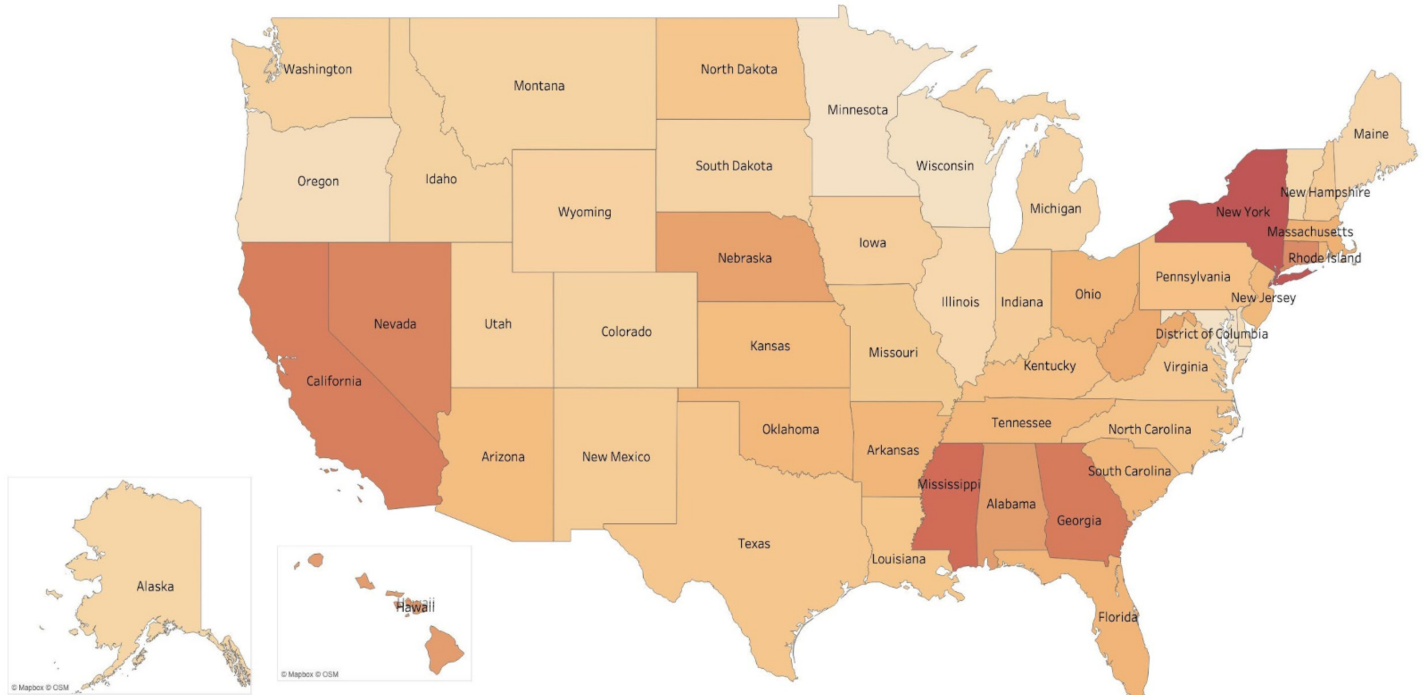 Washington
Montana
North Dakota
Minnesota
Maine
Oregon
Idaho
South Dakota
Wisconsin
New Hampshire
Wyoming
Michigan
New York
Massachusetts
Iowa
Nebraska
Rhode Island
Pennsylvania
Illinois
Indiana
Ohio
New Jersey
Nevada
Utah
Colorado
District of Columbia
Kansas
Missouri
Kentucky
Virginia
California
Tennessee
North Carolina
Oklahoma
Arkansas
Arizona
New Mexico
South Carolina
Mississippi
Alabama
Georgia
Texas
Louisiana
Alaska
Hawaii
Florida
© Mapbox © OSM
© Mapbox © OSM